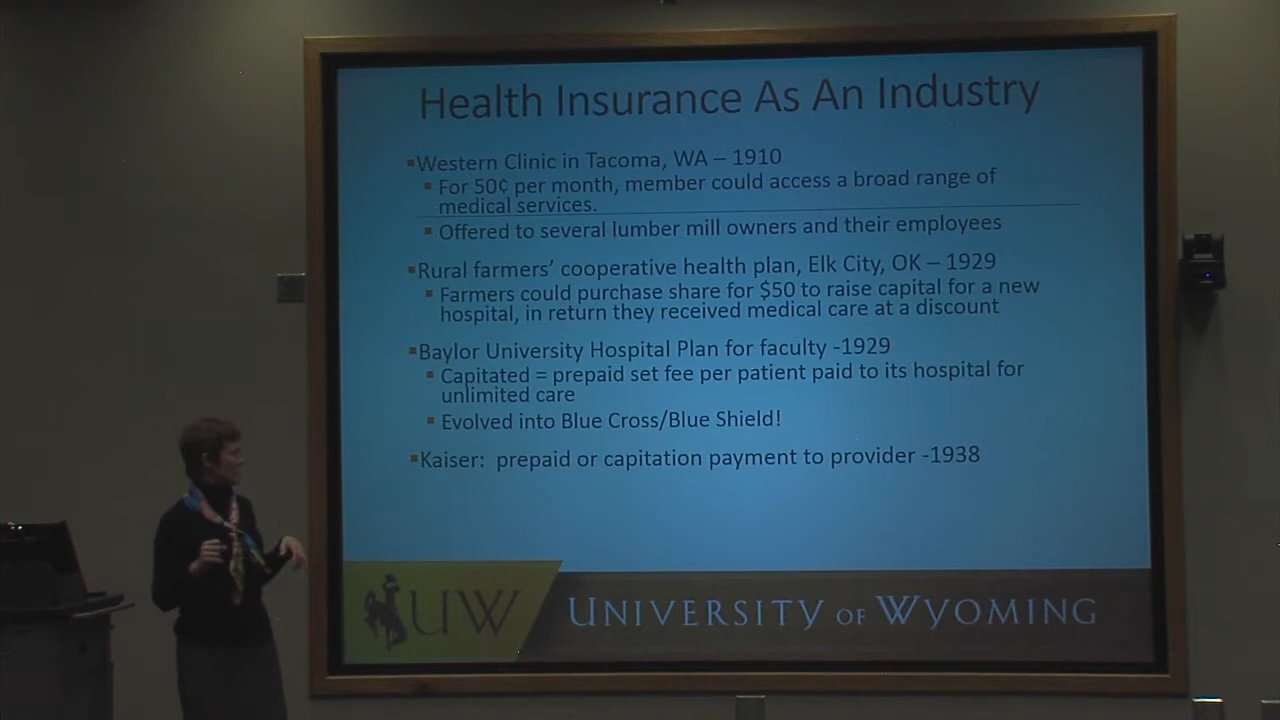 Health Insurance As An Industry
▪Western Clinic in Tacoma, WA – 1910
▪ For 50¢ per month, member could access a broad range of
medical services.
▪ Offered to several lumber mill owners and their employees
▪Rural farmers’ cooperative health plan, Elk City, OK – 1929
▪ Farmers could purchase share for $50 to raise capital for a new
hospital, in return they received medical care at a discount
▪Baylor University Hospital Plan for faculty -1929
▪ Capitated = prepaid set fee per patient paid to its hospital for
unlimited care
▪ Evolved into Blue Cross/Blue Shield!
▪Kaiser: prepaid or capitation payment to provider -1938
UW UNIVERSITY OF WYOMING